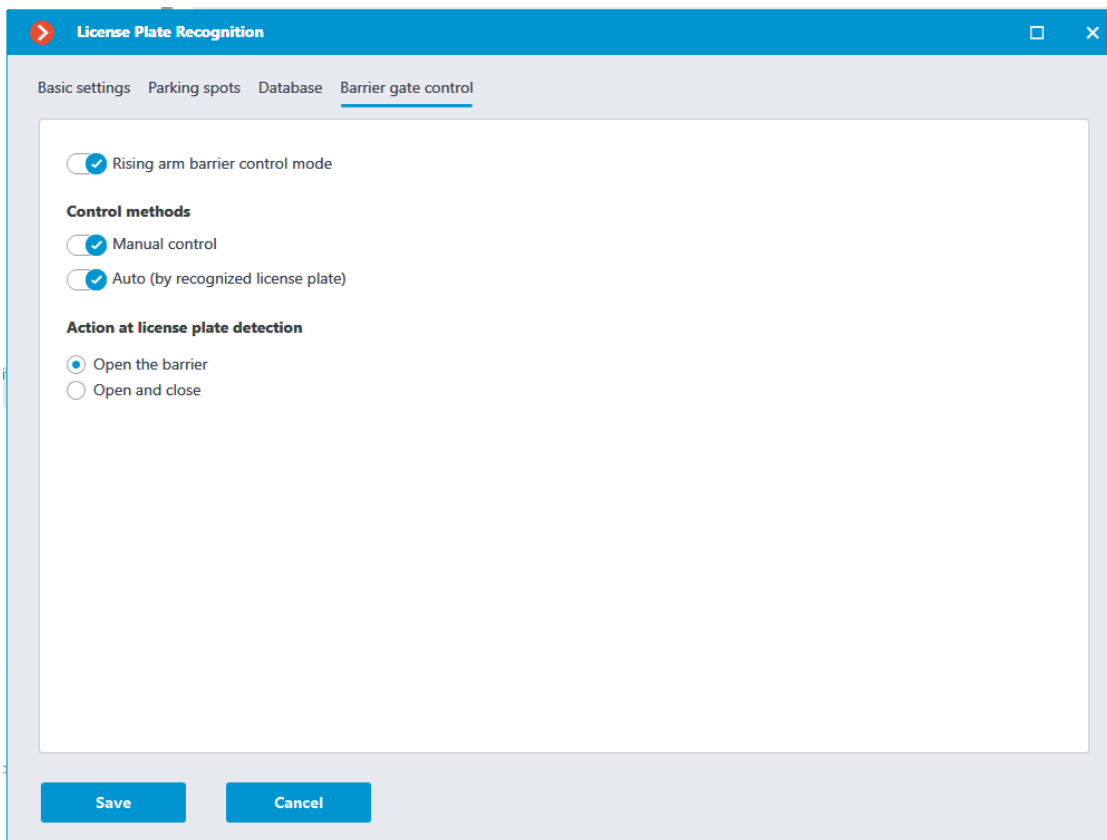 License Plate Recognition
Basic settings Parking spots Database Barrier gate control
Rising arm barrier control mode
Control methods
Manual control
Auto (by recognized license plate)
Action at license plate detection
Open the barrier
Open and close
Save Cancel